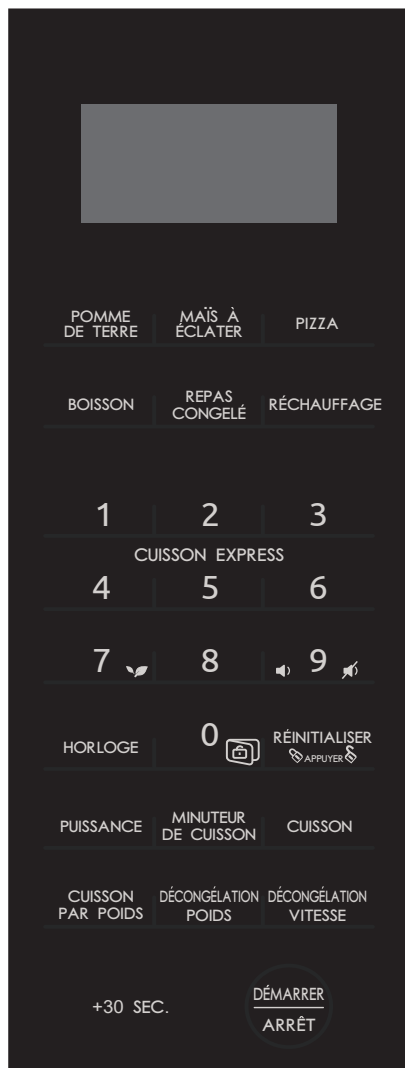 POMME
DE TERRE
MAÏS À
ÉCLATER
PIZZA
BOISSON
REPAS
CONGELÉ
RÉCHAUFFAGE
1 2 3
CUISSON EXPRESS
4 5 6
7 8 9
HORLOGE
0
RÉINITIALISER
APPUYER
PUISSANCE
MINUTEUR
DE CUISSON
CUISSON
CUISSON
PAR POIDS
DÉCONGÉLATION
POIDS
DÉCONGÉLATION
VITESSE
+30 SEC.
DÉMARRER
ARRÊT